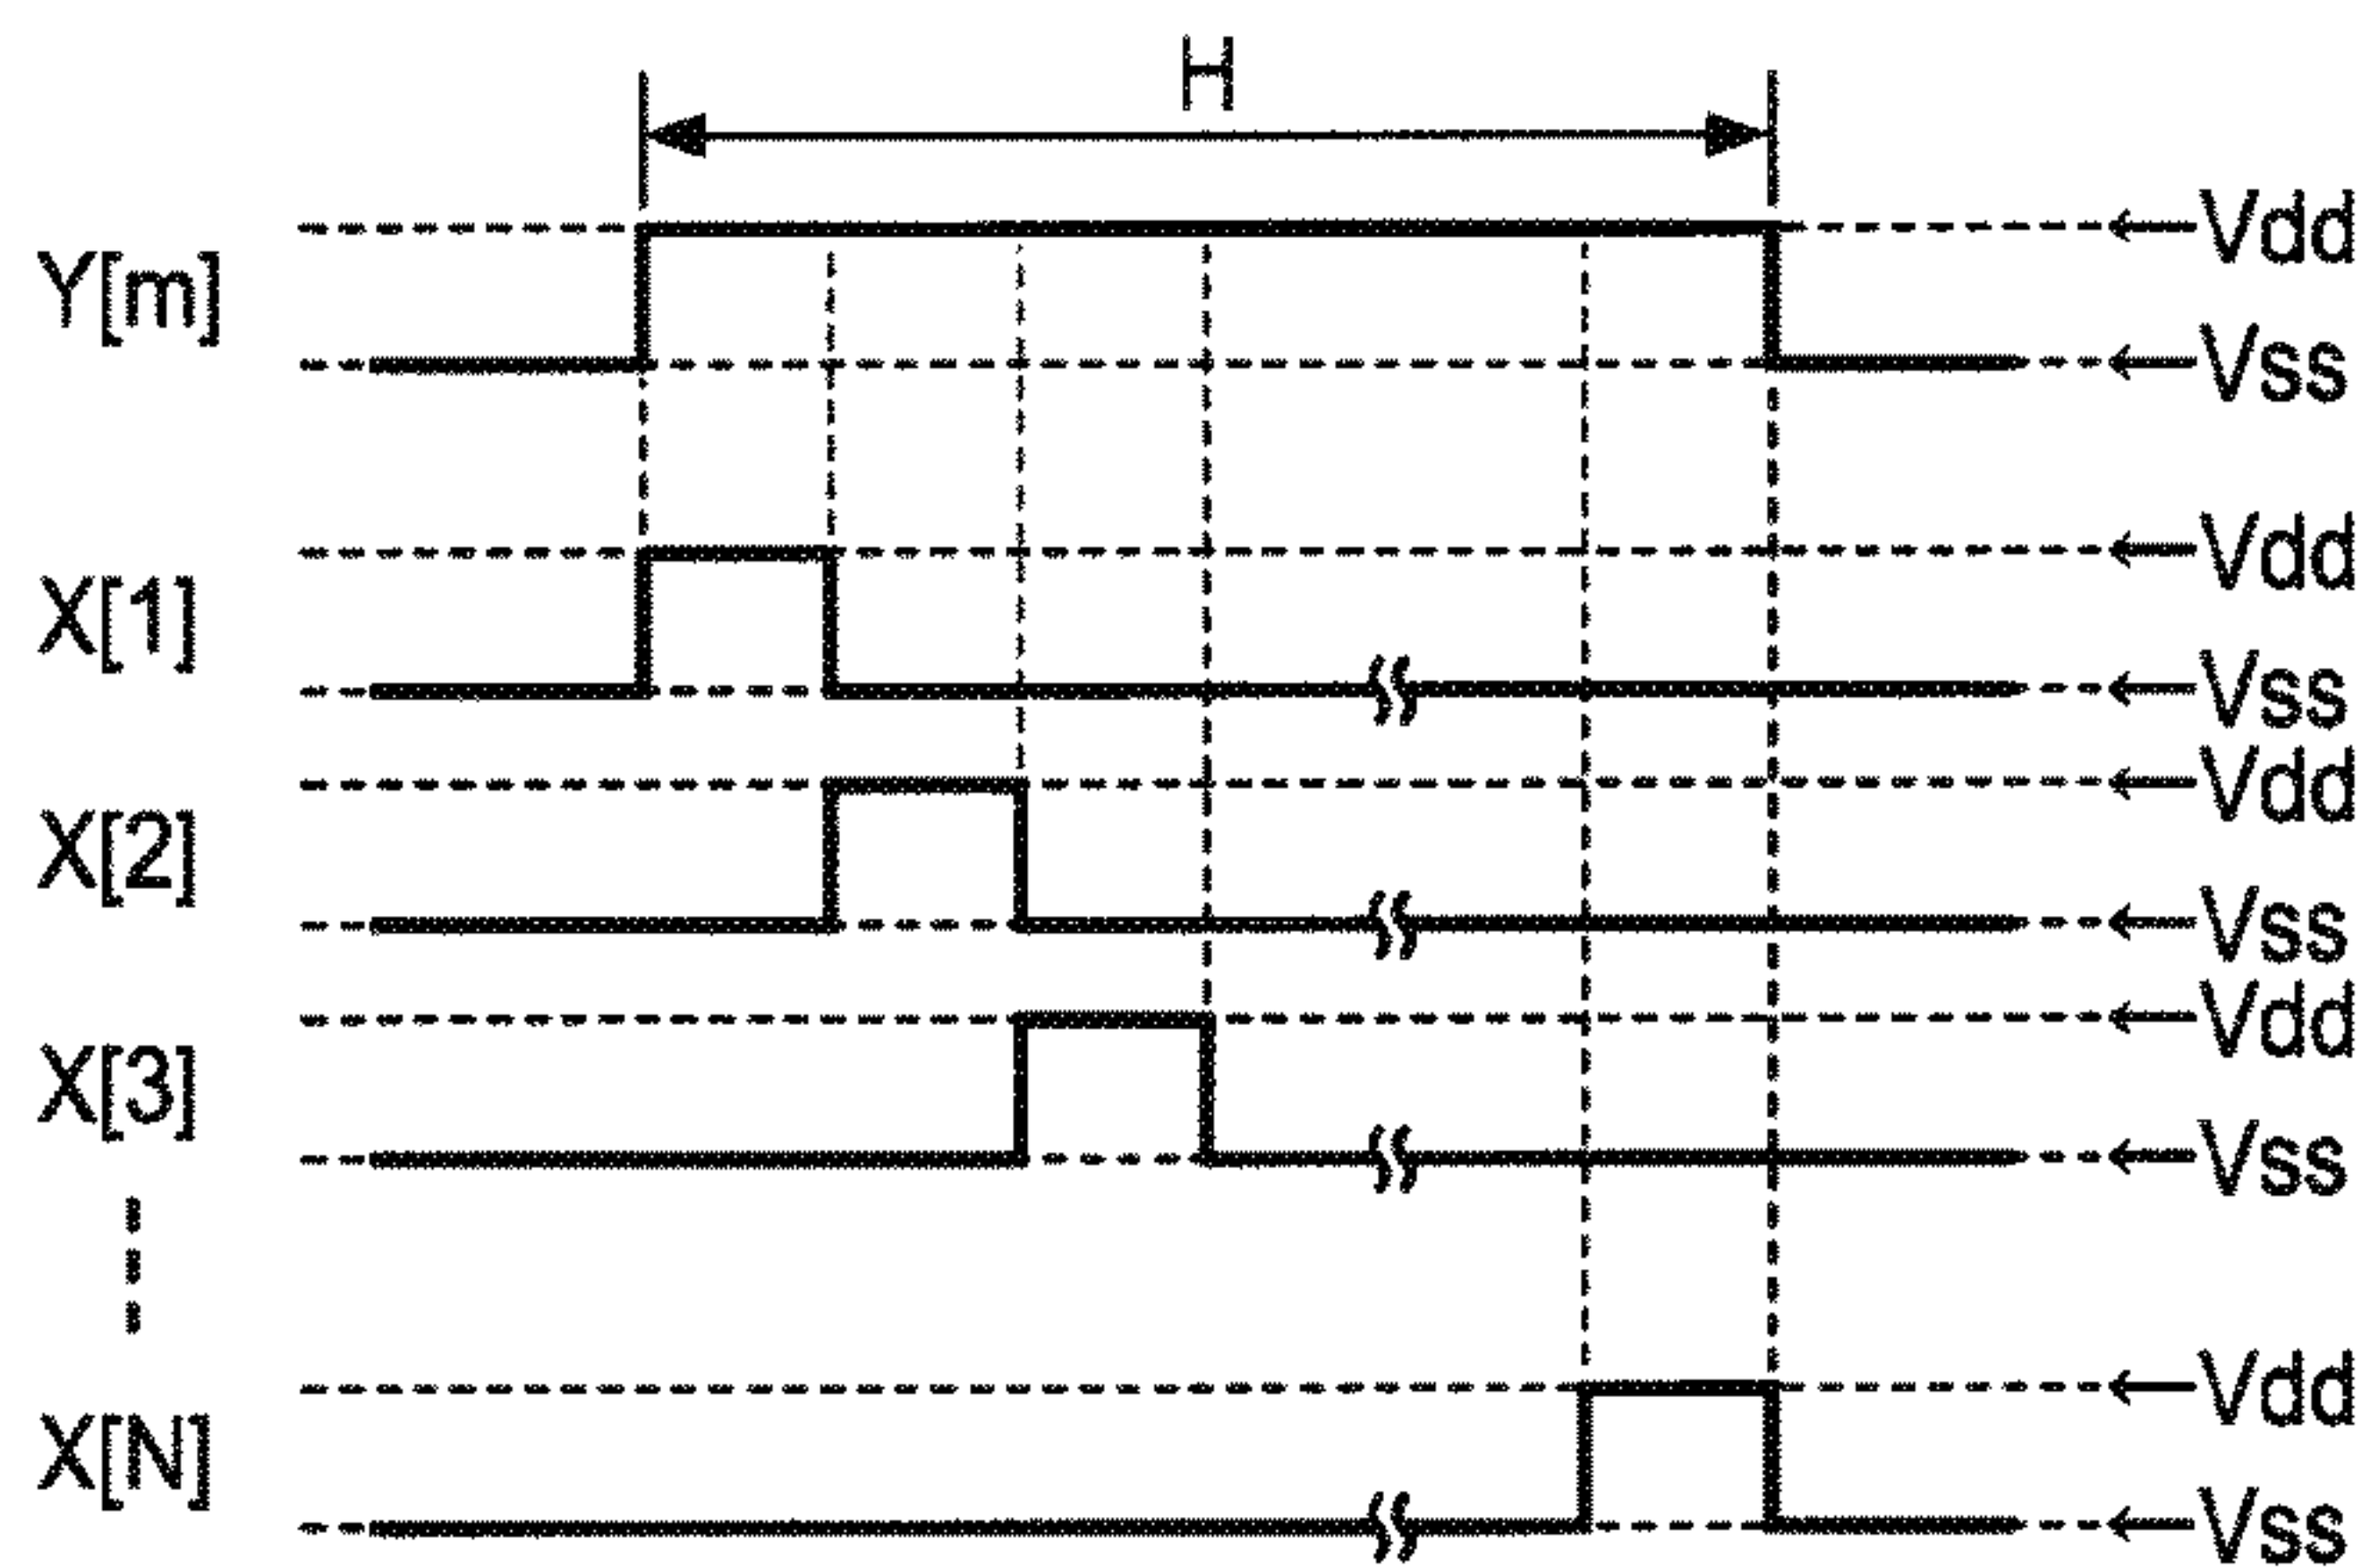 H
Y[m] Vdd
Vss
X[1] Vdd
Vss
X[2] Vdd
Vss
X[3] Vdd
Vss
X[N] Vdd
Vss